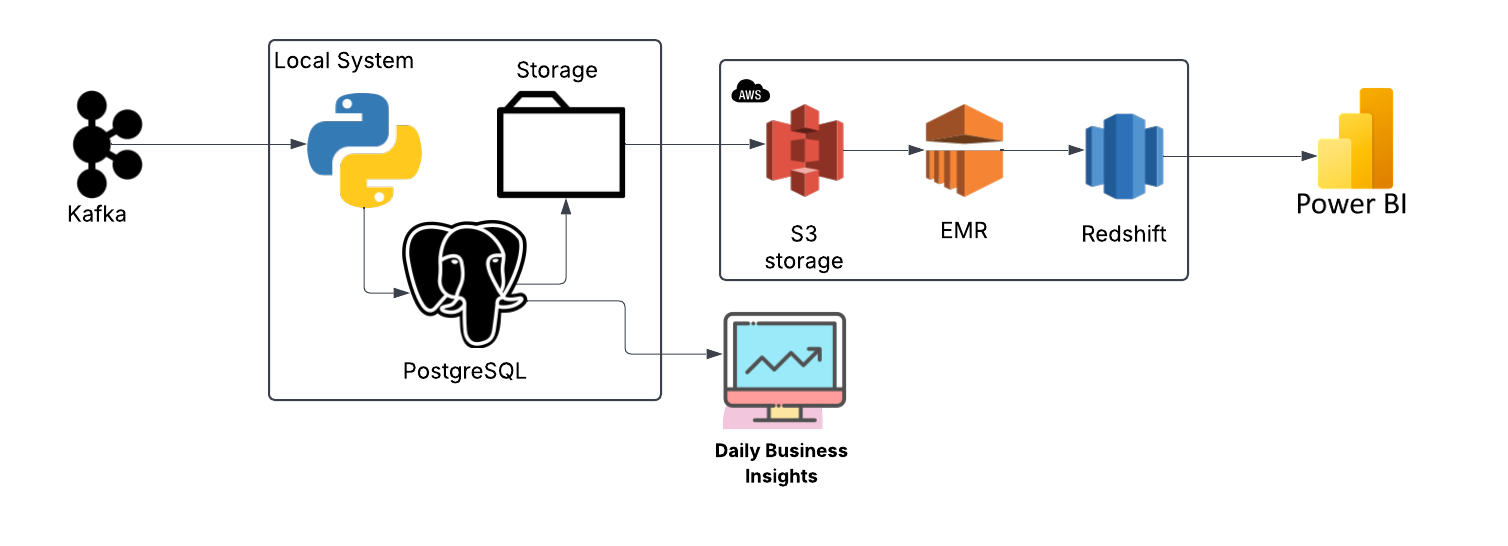 Local System
Storage
AWS
Kafka
PostgreSQL
S3
storage
EMR
Redshift
Power BI
Daily Business
Insights